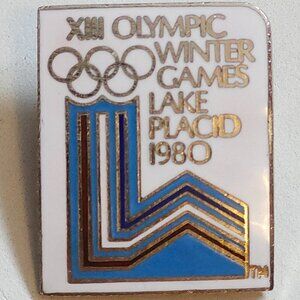 XIII OLYMPIC
WINTER
GAMES
LAKE
PLACID
1980
TM